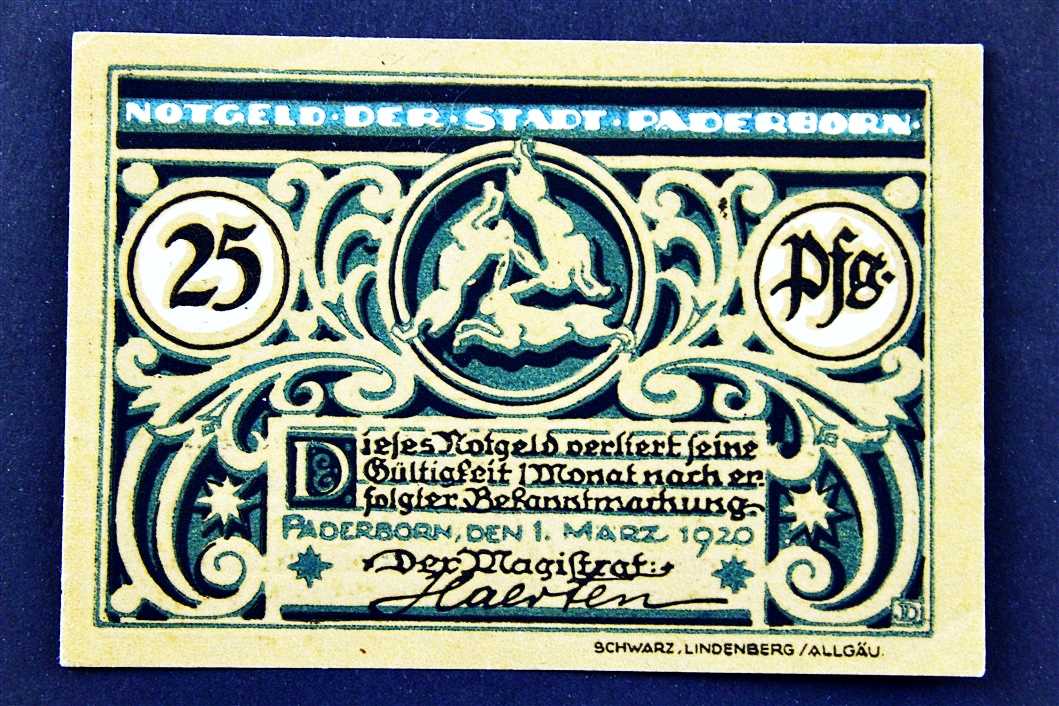 NOTGELD · DER · STADT · PADERBORN ·
25
Pfg.
Dieses Notgeld verliert seine
Gültigkeit 1 Monat nach er-
folgter Bekanntmachung.
PADERBORN, DEN 1. MÄRZ 1920
Der Magistrat:
Haerten
D
SCHWARZ, LINDENBERG / ALLGÄU.